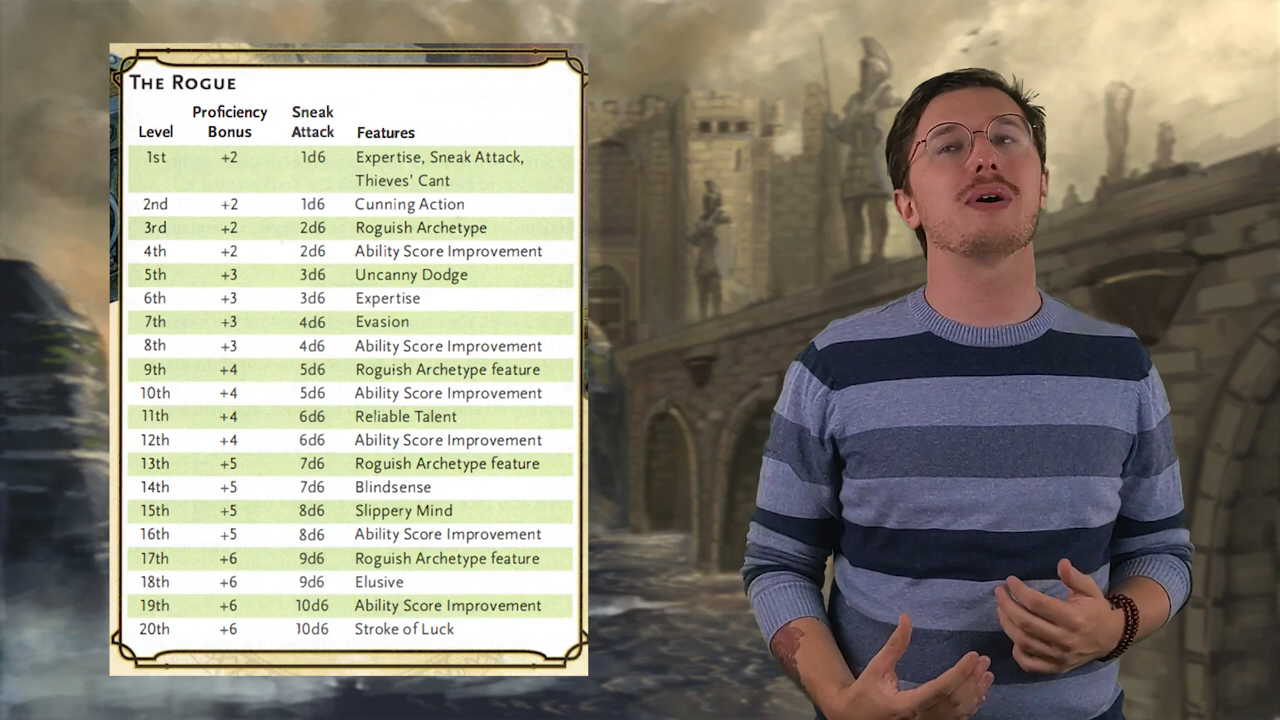 THE ROGUE
Level Proficiency Bonus Sneak Attack Features
1st +2 1d6 Expertise, Sneak Attack,
Thieves' Cant
2nd +2 1d6 Cunning Action
3rd +2 2d6 Roguish Archetype
4th +2 2d6 Ability Score Improvement
5th +3 3d6 Uncanny Dodge
6th +3 3d6 Expertise
7th +3 4d6 Evasion
8th +3 4d6 Ability Score Improvement
9th +4 5d6 Roguish Archetype feature
10th +4 5d6 Ability Score Improvement
11th +4 6d6 Reliable Talent
12th +4 6d6 Ability Score Improvement
13th +5 7d6 Roguish Archetype feature
14th +5 7d6 Blindsense
15th +5 8d6 Slippery Mind
16th +5 8d6 Ability Score Improvement
17th +6 9d6 Roguish Archetype feature
18th +6 9d6 Elusive
19th +6 10d6 Ability Score Improvement
20th +6 10d6 Stroke of Luck